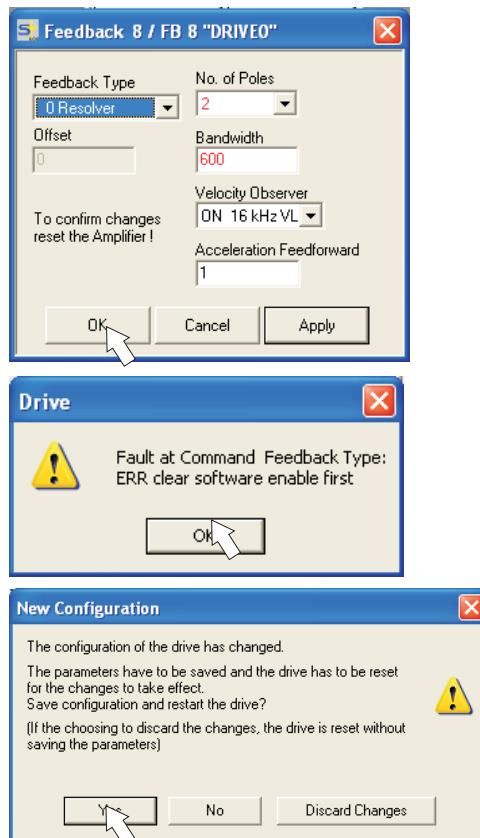 Feedback 8 / FB 8 "DRIVE0"
Feedback Type
0 Resolver
No. of Poles
2
Offset
0
Bandwidth
600
Velocity Observer
ON 16 kHz VL
To confirm changes
reset the Amplifier !
Acceleration Feedforward
1
OK
Cancel
Apply
Drive
Fault at Command Feedback Type:
ERR clear software enable first
OK
New Configuration
The configuration of the drive has changed.
The parameters have to be saved and the drive has to be reset
for the changes to take effect.
Save configuration and restart the drive?
(If the choosing to discard the changes, the drive is reset without
saving the parameters)
Yes
No
Discard Changes